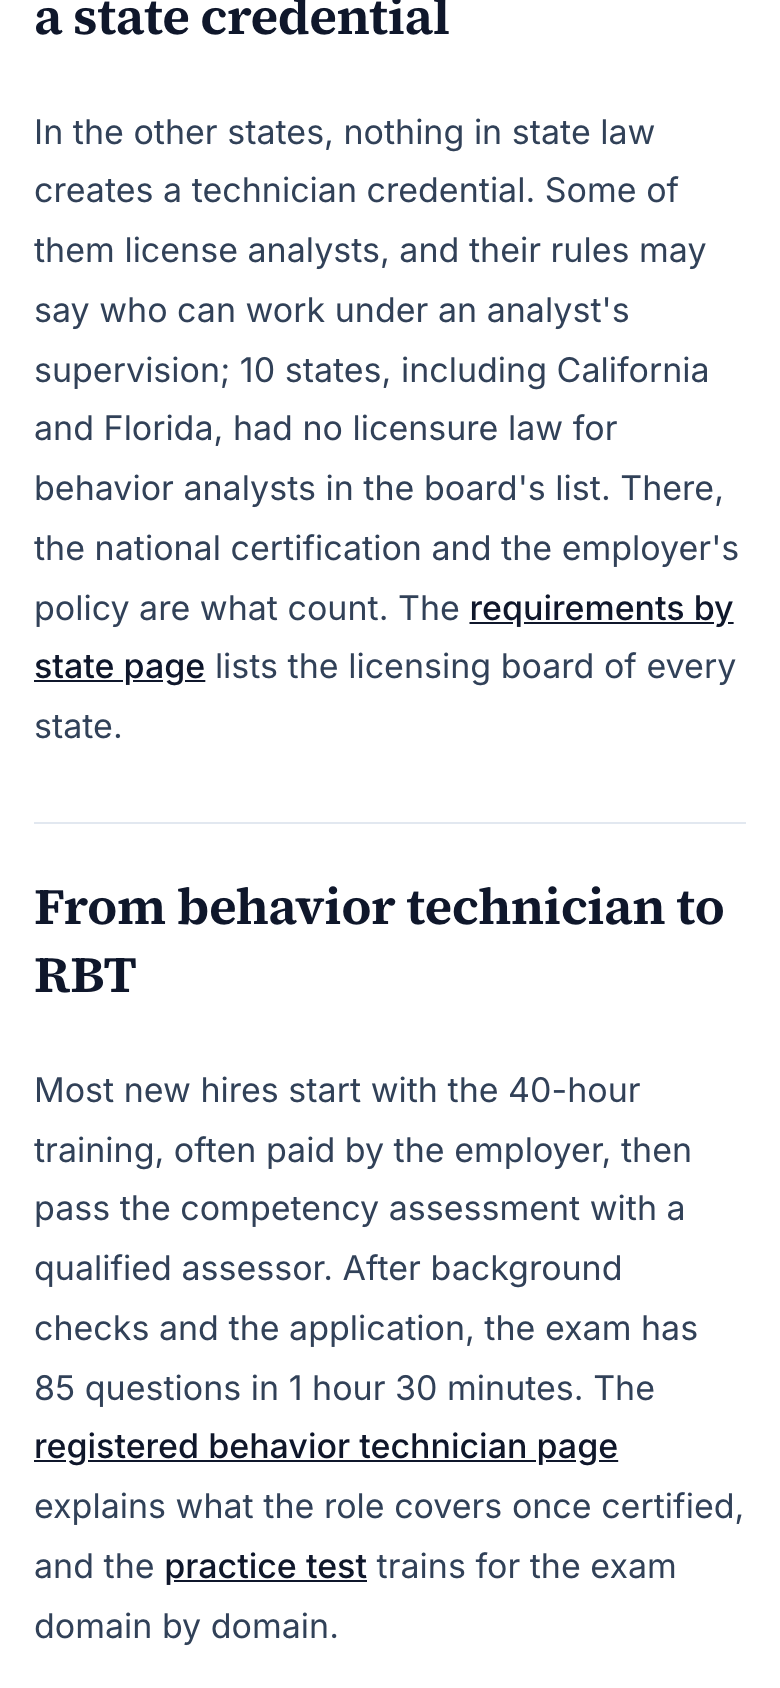 a state credential
In the other states, nothing in state law
creates a technician credential. Some of
them license analysts, and their rules may
say who can work under an analyst's
supervision; 10 states, including California
and Florida, had no licensure law for
behavior analysts in the board's list. There,
the national certification and the employer's
policy are what count. The requirements by
state page lists the licensing board of every
state.
From behavior technician to
RBT
Most new hires start with the 40-hour
training, often paid by the employer, then
pass the competency assessment with a
qualified assessor. After background
checks and the application, the exam has
85 questions in 1 hour 30 minutes. The
registered behavior technician page
explains what the role covers once certified,
and the practice test trains for the exam
domain by domain.